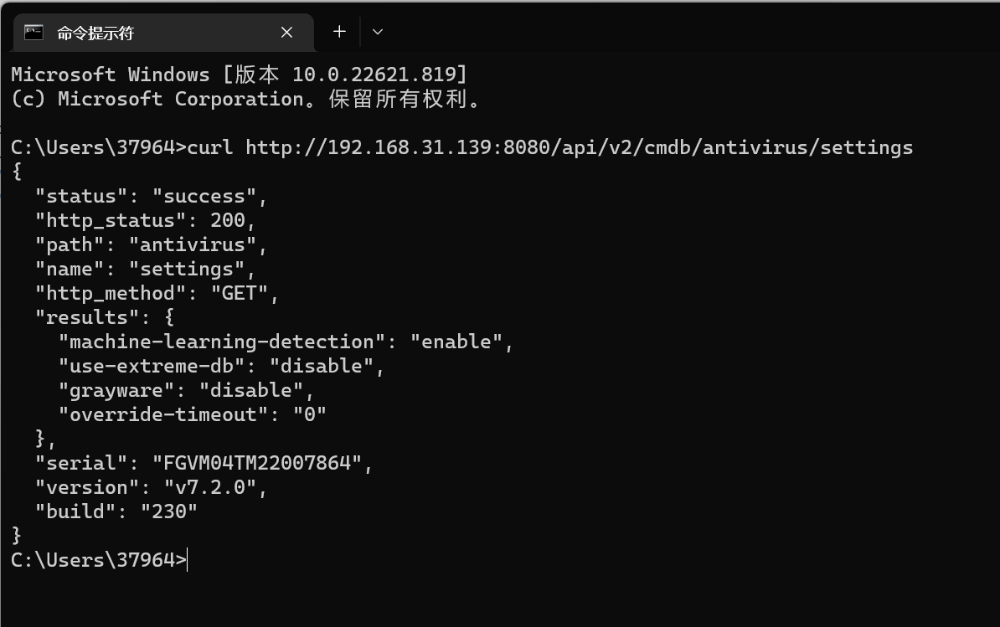 命令提示符
Microsoft Windows [版本 10.0.22621.819]
(c) Microsoft Corporation。保留所有权利。
C:\Users\37964>curl http://192.168.31.139:8080/api/v2/cmdb/antivirus/settings
{
  "status": "success",
  "http_status": 200,
  "path": "antivirus",
  "name": "settings",
  "http_method": "GET",
  "results": {
    "machine-learning-detection": "enable",
    "use-extreme-db": "disable",
    "grayware": "disable",
    "override-timeout": "0"
  },
  "serial": "FGVM04TM22007864",
  "version": "v7.2.0",
  "build": "230"
}
C:\Users\37964>